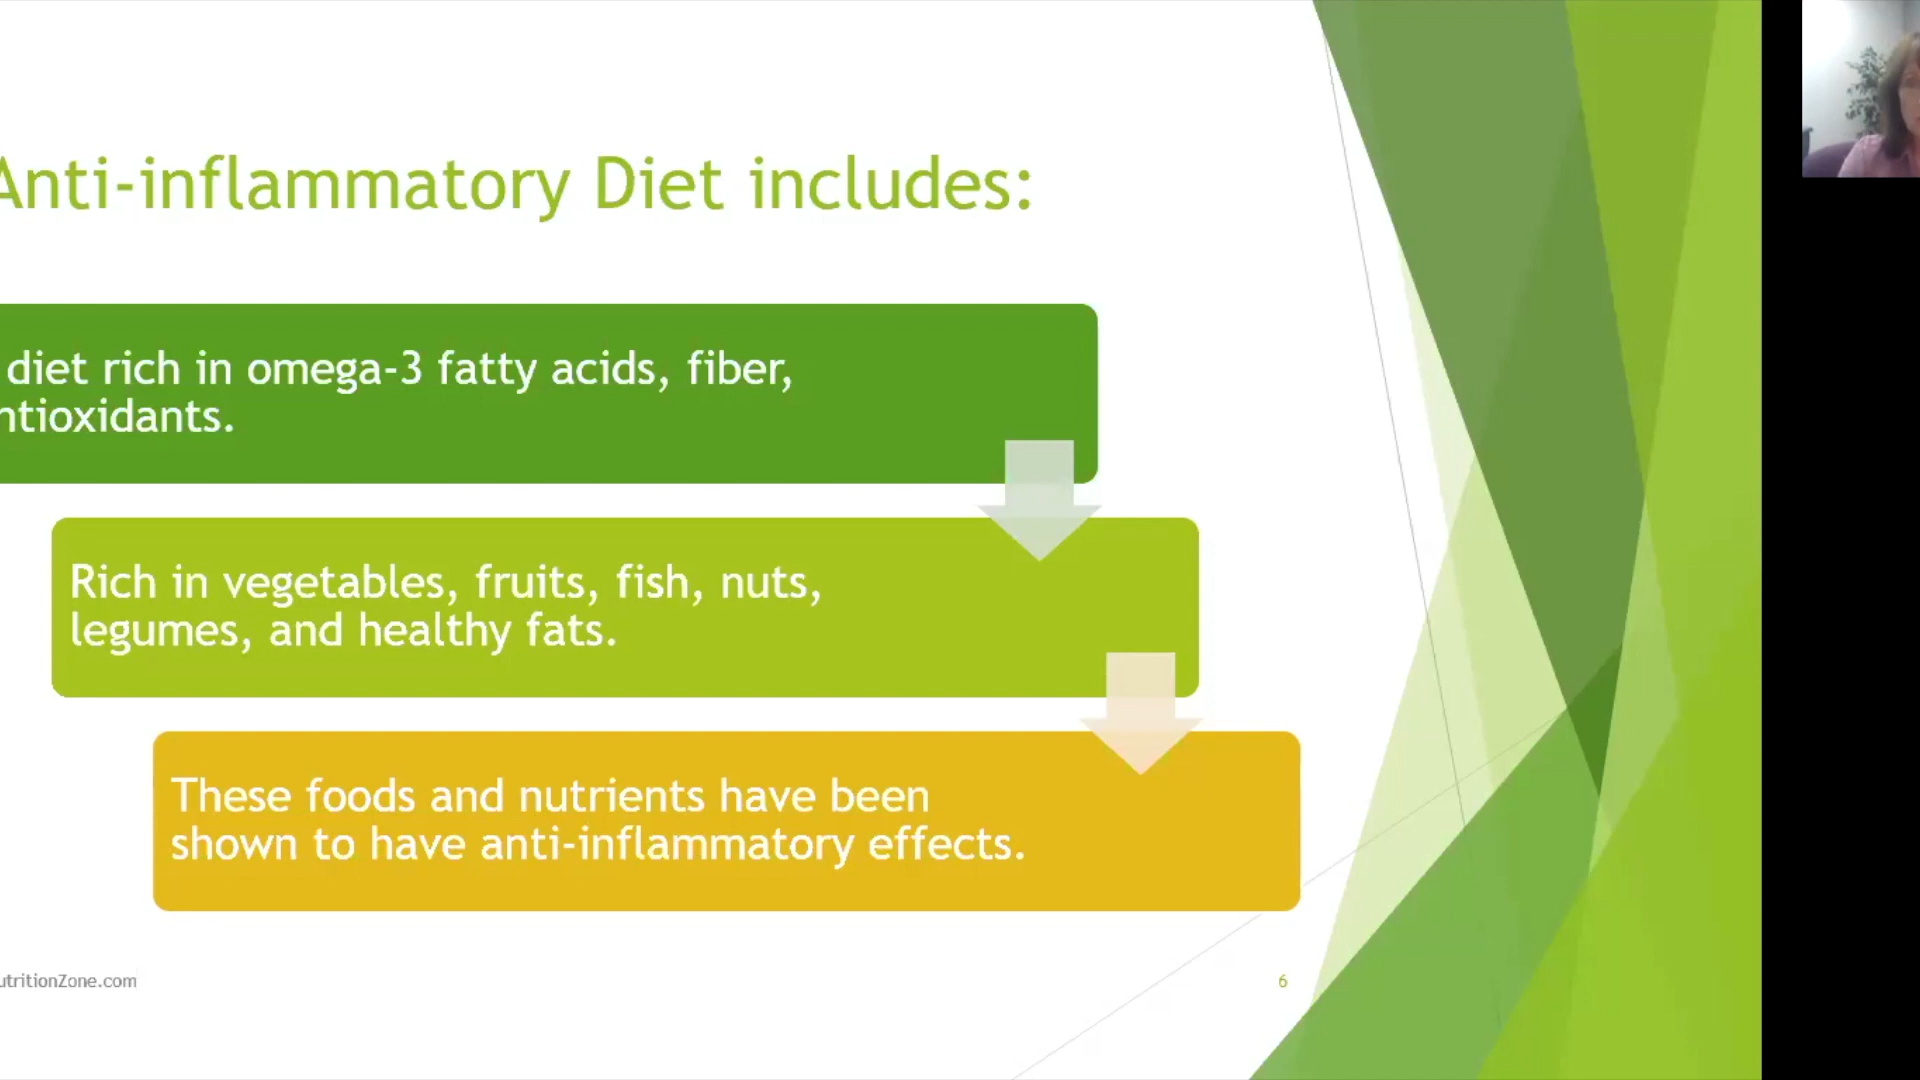 Anti-inflammatory Diet includes:
diet rich in omega-3 fatty acids, fiber,
ntioxidants.
Rich in vegetables, fruits, fish, nuts,
legumes, and healthy fats.
These foods and nutrients have been
shown to have anti-inflammatory effects.
utritionZone.com
6